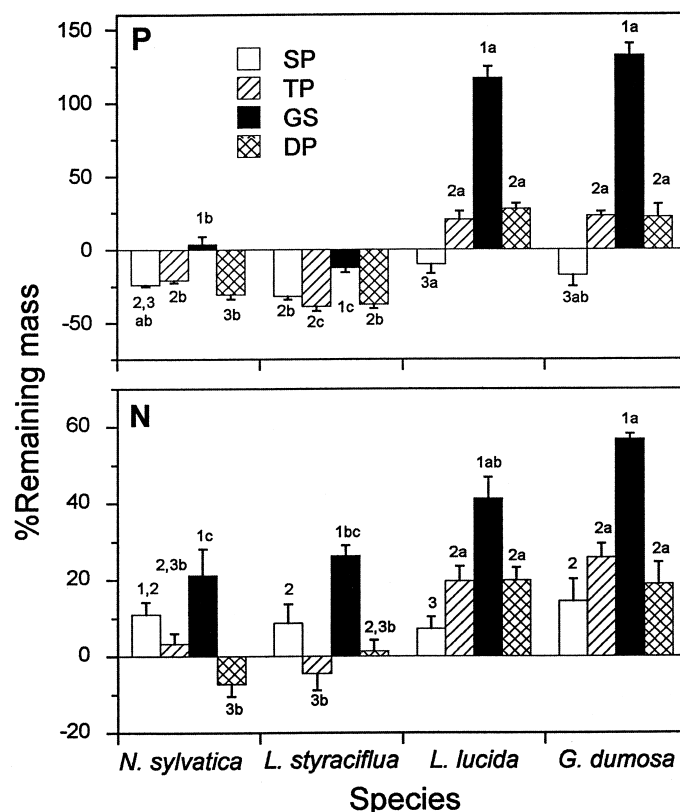 150
P
1a
1a
SP
TP
GS
DP
100
50
2a
2a
2a
2a
1b
0
2,3
ab
2b
3b
2b
2c
1c
2b
3a
3ab
-50
%Remaining mass
N
60
1a
1ab
40
1c
1bc
2,3b
2a
2a
2a
2
2a
20
1,2
2
2,3b
3
0
3b
3b
-20
N. sylvatica L. styraciflua L. lucida G. dumosa
Species